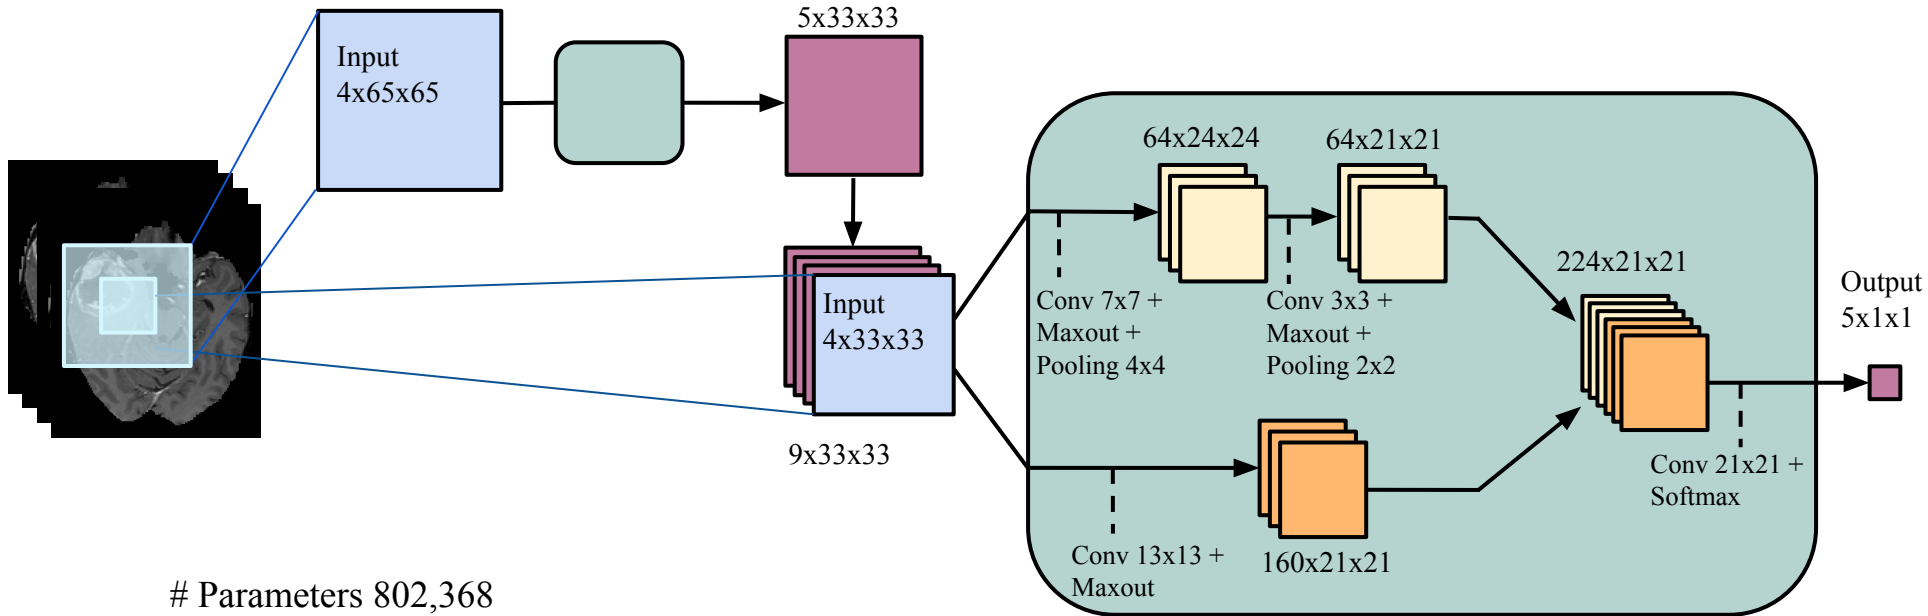 Input
4x65x65
5x33x33
Input
4x33x33
9x33x33
64x24x24
64x21x21
Conv 7x7 +
Maxout +
Pooling 4x4
Conv 3x3 +
Maxout +
Pooling 2x2
224x21x21
Conv 13x13 +
Maxout
160x21x21
Conv 21x21 +
Softmax
Output
5x1x1
# Parameters 802,368